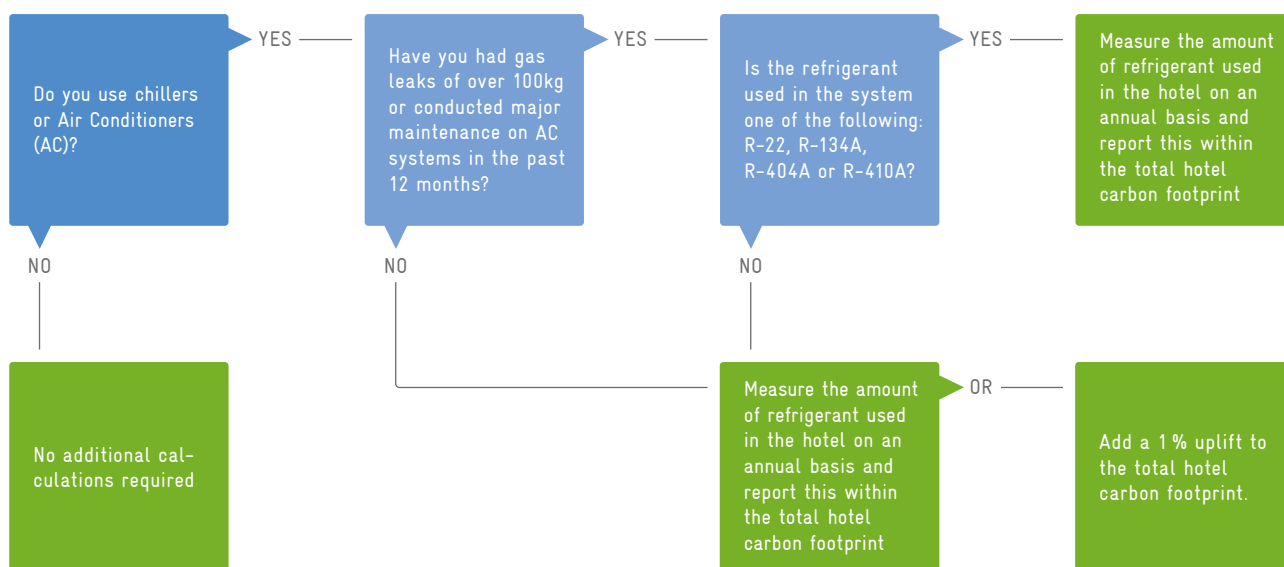 Do you use chillers
or Air Conditioners
(AC)?
YES
Have you had gas
leaks of over 100kg
or conducted major
maintenance on AC
systems in the past
12 months?
YES
Is the refrigerant
used in the system
one of the following:
R-22, R-134A,
R-404A or R-410A?
YES
Measure the amount
of refrigerant used
in the hotel on an
annual basis and
report this within
the total hotel
carbon footprint
NO
NO
NO
No additional cal-
culations required
Measure the amount
of refrigerant used
in the hotel on an
annual basis and
report this within
the total hotel
carbon footprint
OR
Add a 1 % uplift to
the total hotel
carbon footprint.